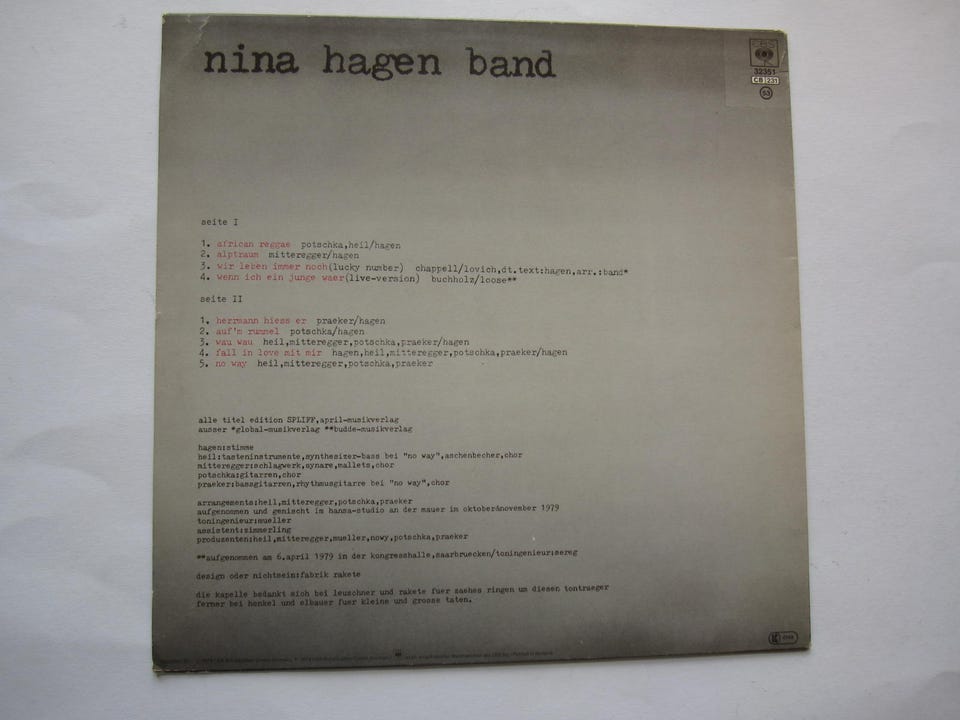 nina hagen band
CBS
32351
CB 231
53
seite I
1. african reggae potschka,heil/hagen
2. alptraum mitteregger/hagen
3. wir leben immer noch(lucky number) chappell/lovich,dt.text:hagen,arr.:band*
4. wenn ich ein junge waer(live-version) buchholz/loose**
seite II
1. herrmann hiess er praeker/hagen
2. auf'm rummel potschka/hagen
3. wau wau heil,mitteregger,potschka,praeker/hagen
4. fall in love mit mir hagen,heil,mitteregger,potschka,praeker/hagen
5. no way heil,mitteregger,potschka,praeker
alle titel edition SPLIFF,april-musikverlag
ausser *global-musikverlag **budde-musikverlag
hagen:stimme
heil:tasteninstrumente,synthesizer-bass bei "no way",aschenbecher,chor
mitteregger:schlagwerk,synare,mallets,chor
potschka:gitarren,chor
praeker:bassgitarren,rhythmusgitarre bei "no way",chor
arrangements:heil,mitteregger,potschka,praeker
aufgenommen und gemischt im hansa-studio an der mauer im oktober&november 1979
toningenieur:mueller
assistent:zimmerling
produzenten:heil,mitteregger,mueller,nowy,potschka,praeker
**aufgenommen am 6.april 1979 in der kongresshalle,saarbruecken/toningenieur:sereg
design oder nichtsein:fabrik rakete
die kapelle bedankt sich bei leuschner und rakete fuer zaehes ringen um diesen tontraeger
ferner bei henkel und elbauer fuer kleine und grosse taten.